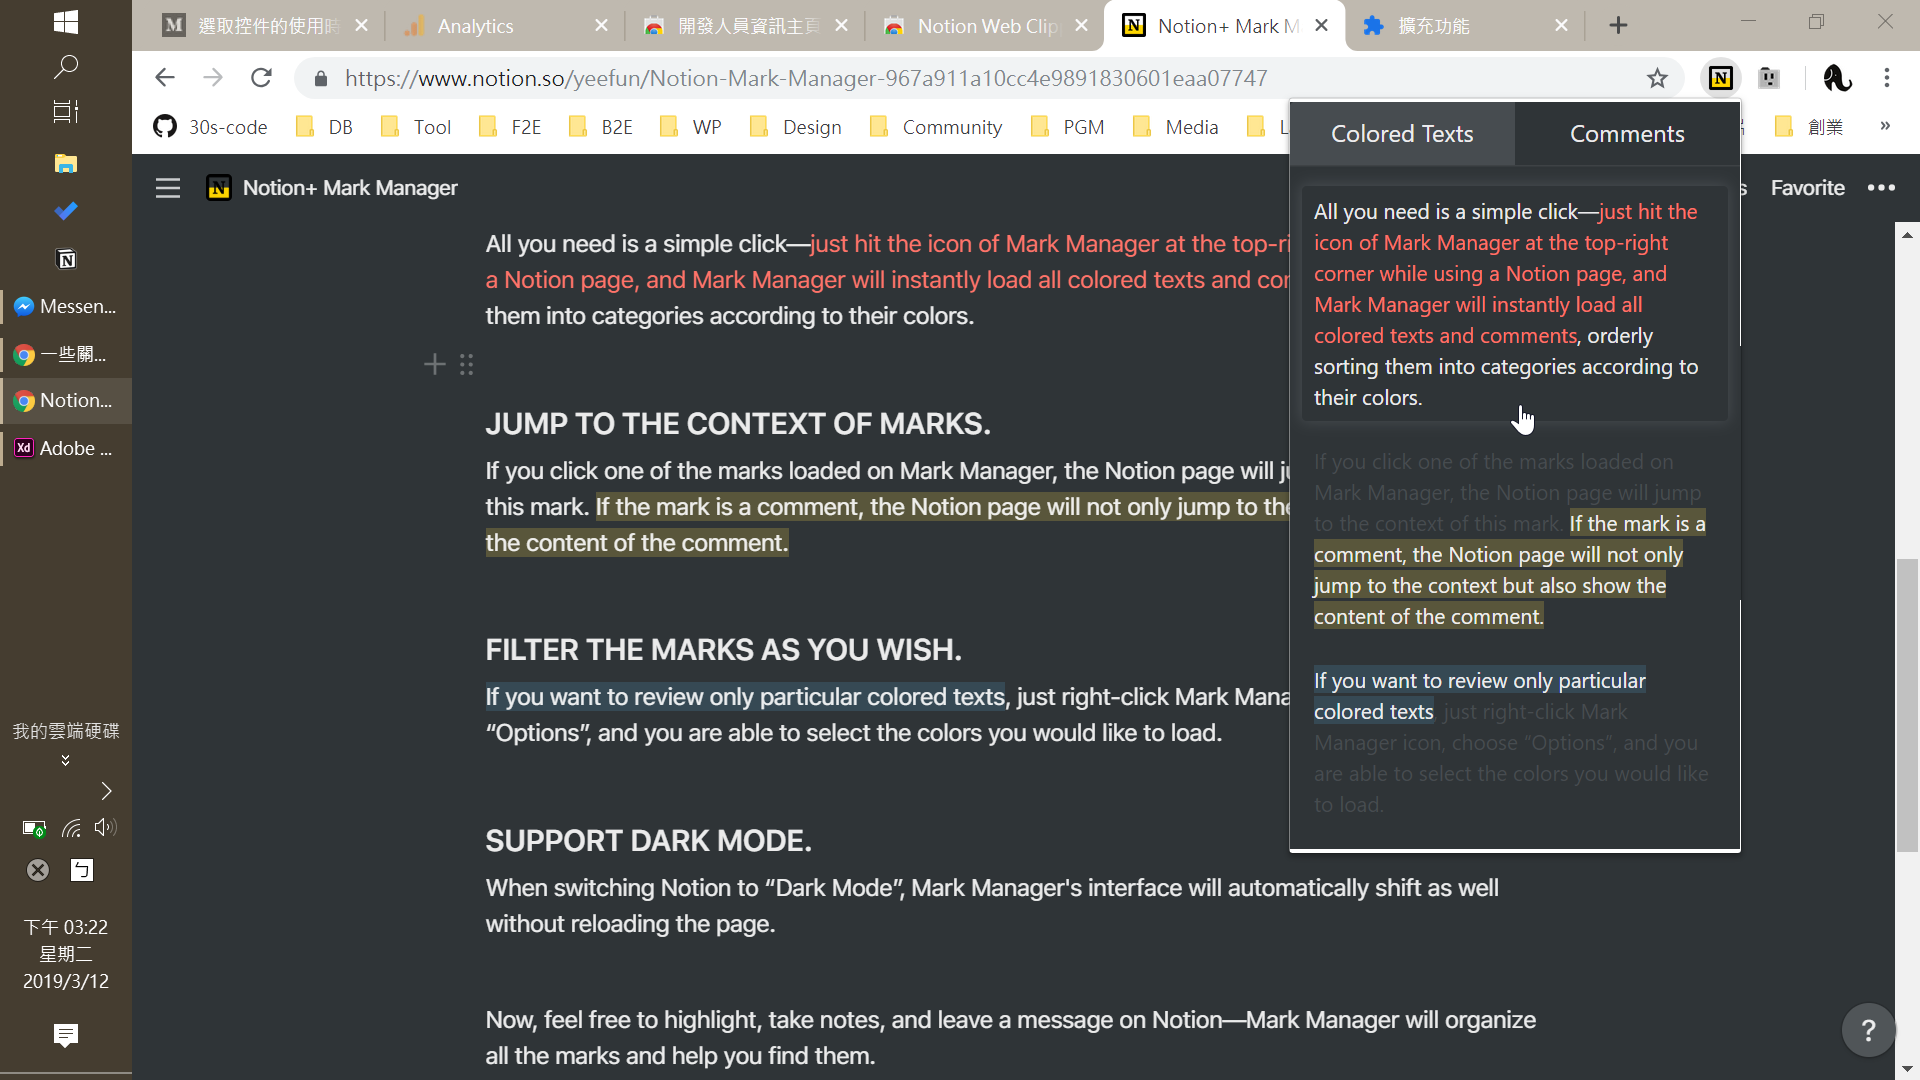 選取控件的使用時
Analytics
開發人員資訊主頁
Notion Web Clip
Notion+ Mark M
擴充功能
https://www.notion.so/yeefun/Notion-Mark-Manager-967a911a10cc4e9891830601eaa07747
30s-code
DB
Tool
F2E
B2E
WP
Design
Community
PGM
Media
創業
Messen...
一些關...
Notion...
Adobe ...
我的雲端硬碟
ㄅ
下午 03:22
星期二
2019/3/12
Notion+ Mark Manager
Favorite
All you need is a simple click—just hit the icon of Mark Manager at the top-ri
a Notion page, and Mark Manager will instantly load all colored texts and cor
them into categories according to their colors.
JUMP TO THE CONTEXT OF MARKS.
If you click one of the marks loaded on Mark Manager, the Notion page will ju
this mark. If the mark is a comment, the Notion page will not only jump to the
the content of the comment.
FILTER THE MARKS AS YOU WISH.
If you want to review only particular colored texts, just right-click Mark Mana
“Options”, and you are able to select the colors you would like to load.
SUPPORT DARK MODE.
When switching Notion to “Dark Mode”, Mark Manager's interface will automatically shift as well
without reloading the page.
Now, feel free to highlight, take notes, and leave a message on Notion—Mark Manager will organize
all the marks and help you find them.
Colored Texts
Comments
All you need is a simple click—just hit the
icon of Mark Manager at the top-right
corner while using a Notion page, and
Mark Manager will instantly load all
colored texts and comments, orderly
sorting them into categories according to
their colors.
If you click one of the marks loaded on
Mark Manager, the Notion page will jump
to the context of this mark. If the mark is a
comment, the Notion page will not only
jump to the context but also show the
content of the comment.
If you want to review only particular
colored texts, just right-click Mark
Manager icon, choose “Options”, and you
are able to select the colors you would like
to load.
?